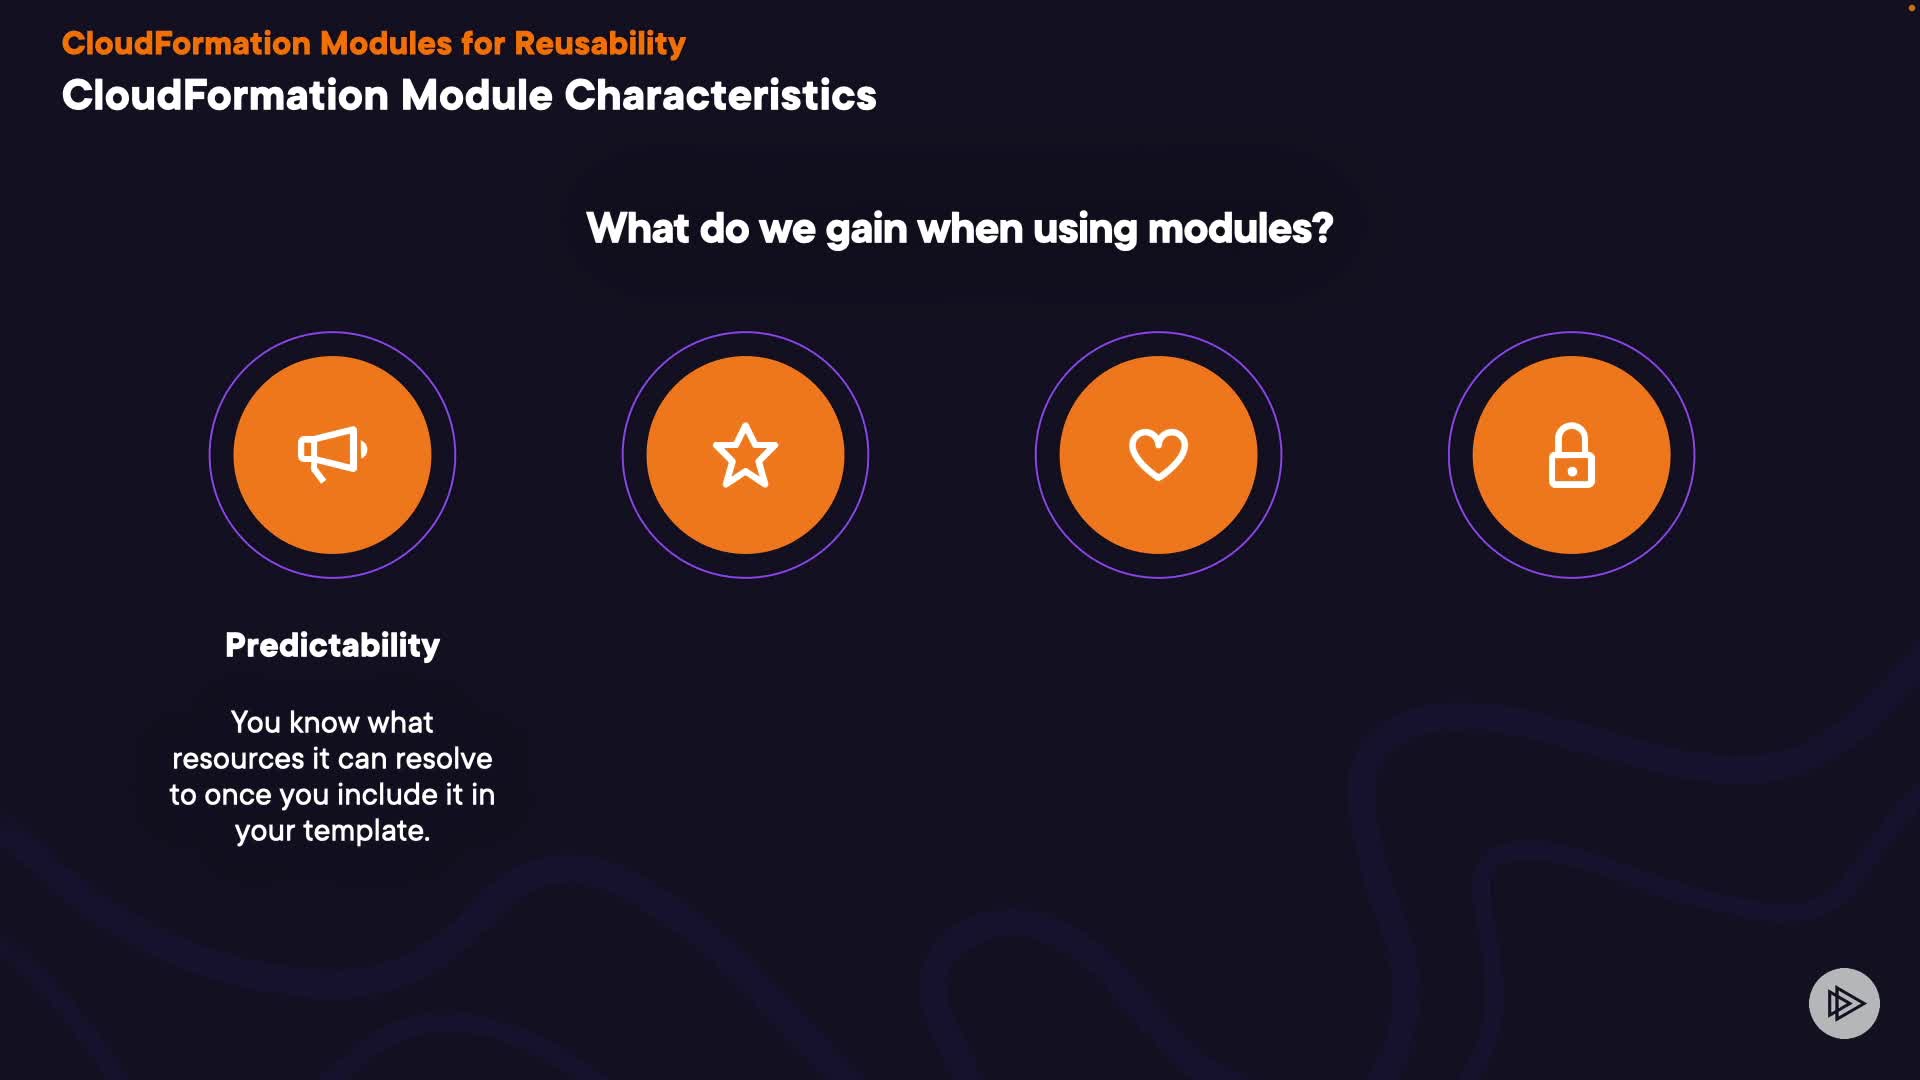 CloudFormation Modules for Reusability
CloudFormation Module Characteristics
What do we gain when using modules?
Predictability
You know what
resources it can resolve
to once you include it in
your template.